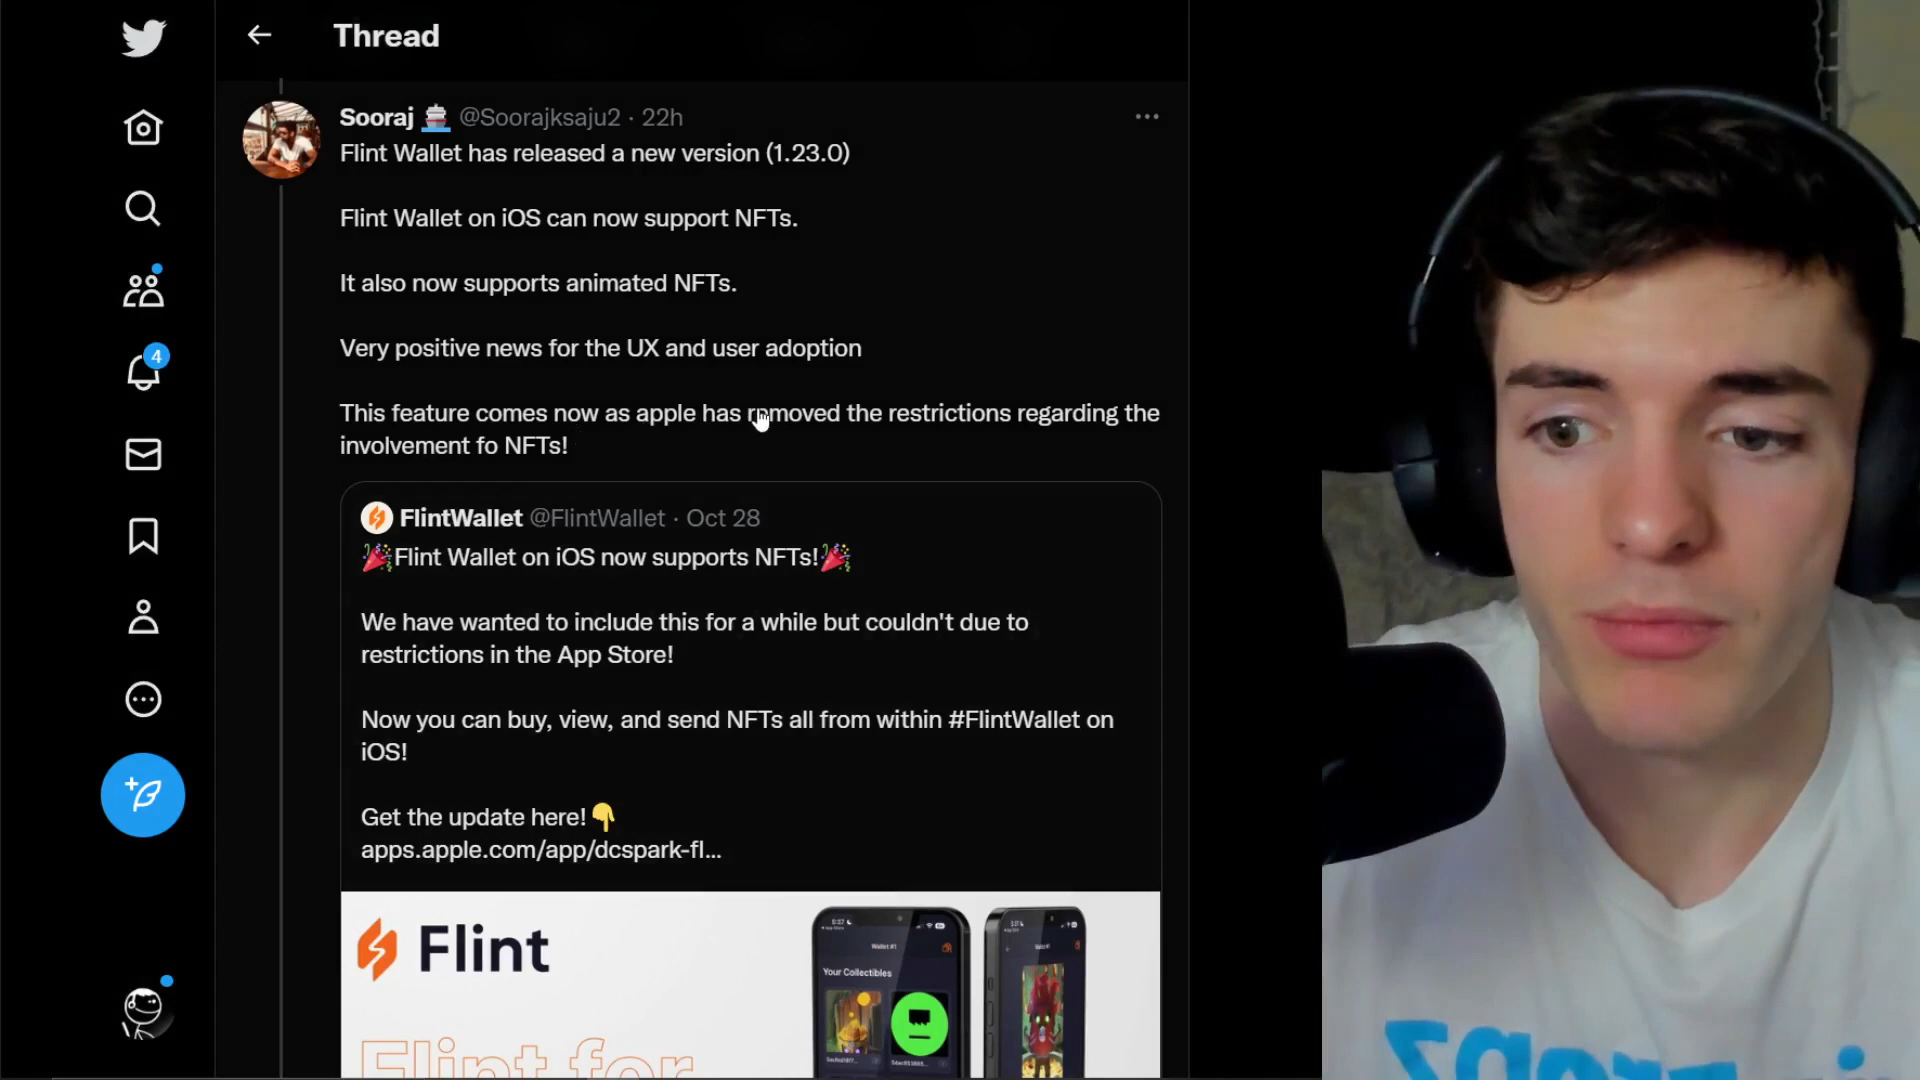 Thread
Sooraj 🚢 @Soorajksaju2 · 22h
Flint Wallet has released a new version (1.23.0)
Flint Wallet on iOS can now support NFTs.
It also now supports animated NFTs.
Very positive news for the UX and user adoption
This feature comes now as apple has removed the restrictions regarding the
involvement fo NFTs!
4
FlintWallet @FlintWallet · Oct 28
🎉Flint Wallet on iOS now supports NFTs!🎉
We have wanted to include this for a while but couldn't due to
restrictions in the App Store!
Now you can buy, view, and send NFTs all from within #FlintWallet on
iOS!
Get the update here!👇
apps.apple.com/app/dcspark-fl...
Flint
Flint for
Wallet #1
Your Collectibles